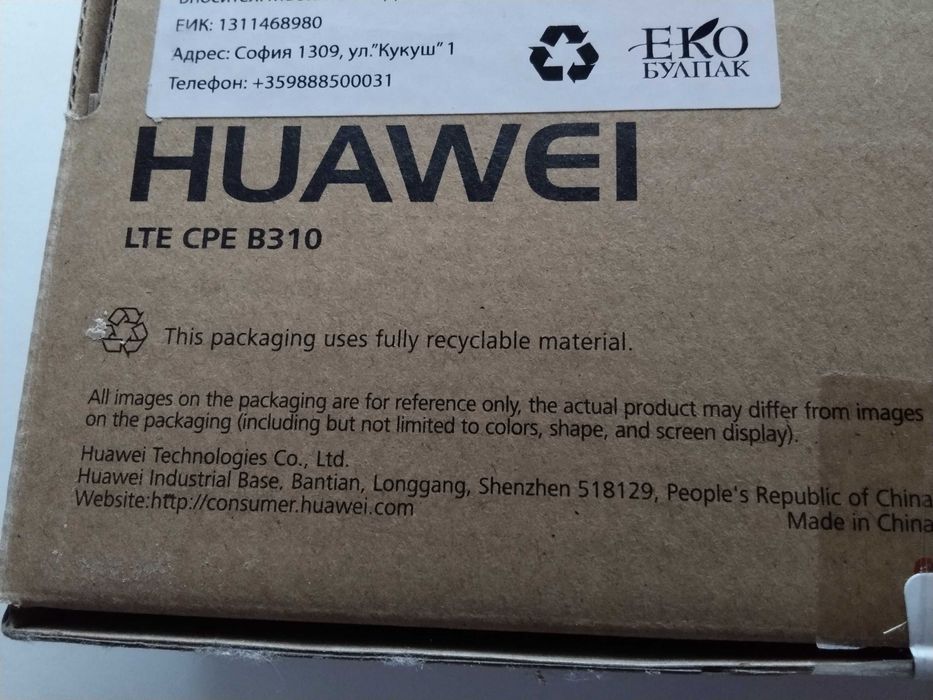 ЕИК: 1311468980
Адрес: София 1309, ул."Кукуш" 1
Телефон: +359888500031
ЕКО
БУЛПАК
HUAWEI
LTE CPE B310
This packaging uses fully recyclable material.
All images on the packaging are for reference only, the actual product may differ from images
on the packaging (including but not limited to colors, shape, and screen display).
Huawei Technologies Co., Ltd.
Huawei Industrial Base, Bantian, Longgang, Shenzhen 518129, People's Republic of China
Website:http://consumer.huawei.com
Made in China